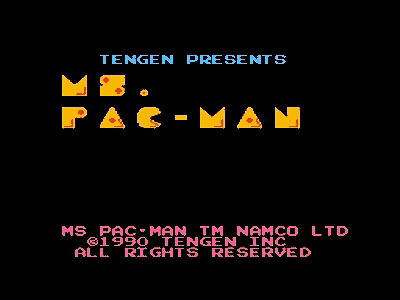 TENGEN PRESENTS
MS.
PAC-MAN
MS PAC-MAN TM NAMCO LTD
©1990 TENGEN INC
ALL RIGHTS RESERVED